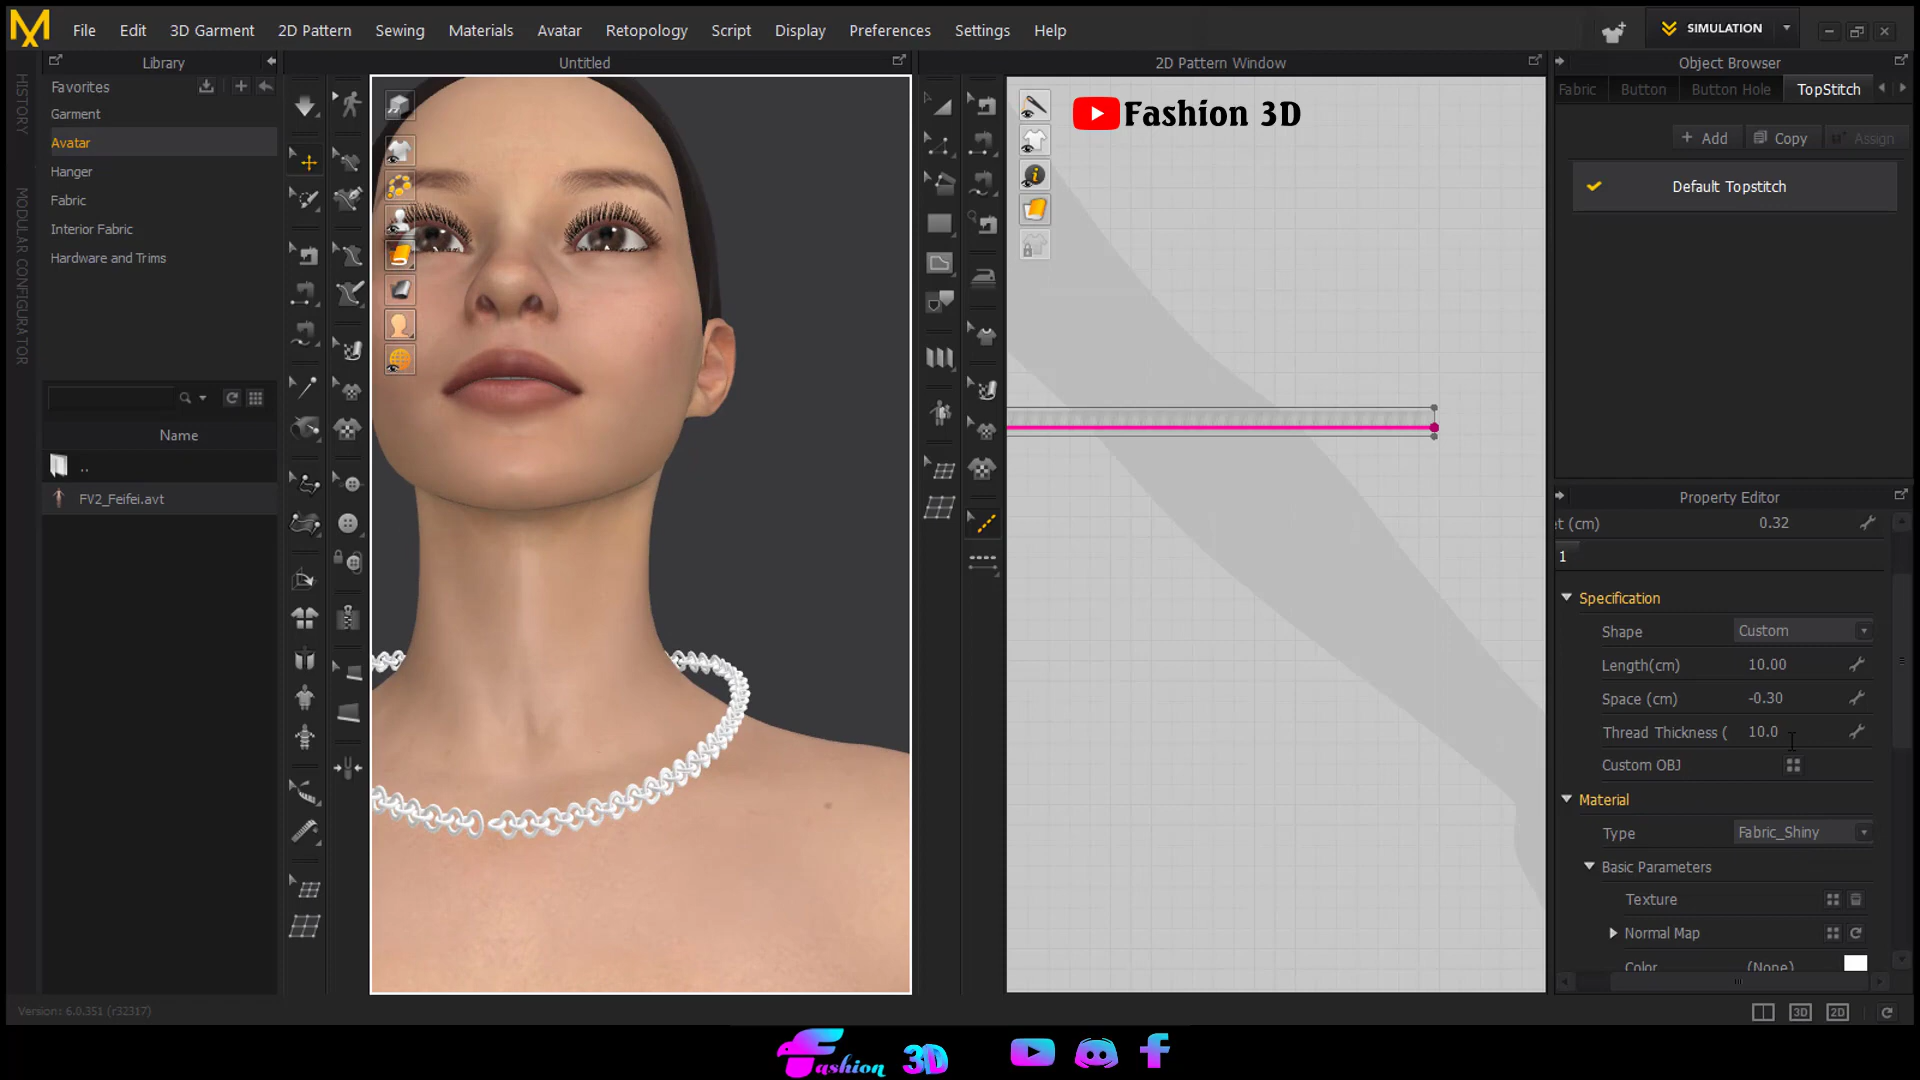 File Edit 3D Garment 2D Pattern Sewing Materials Avatar Retopology Script Display Preferences Settings Help SIMULATION
Library Untitled 2D Pattern Window Object Browser
HISTORY
MODULAR CONFIGURATOR
Favorites
Garment
Avatar
Hanger
Fabric
Interior Fabric
Hardware and Trims
Name
..
FV2_Feifei.avt
Fashion 3D
Fabric Button Button Hole TopStitch
+ Add Copy Assign
Default Topstitch
Property Editor
et (cm) 0.32
1
Specification
Shape Custom
Length(cm) 10.00
Space (cm) -0.30
Thread Thickness ( 10.0
Custom OBJ
Material
Type Fabric_Shiny
Basic Parameters
Texture
Normal Map
Color (None)
Version: 6.0.351 (r32317)
3D 2D
Fashion 3D